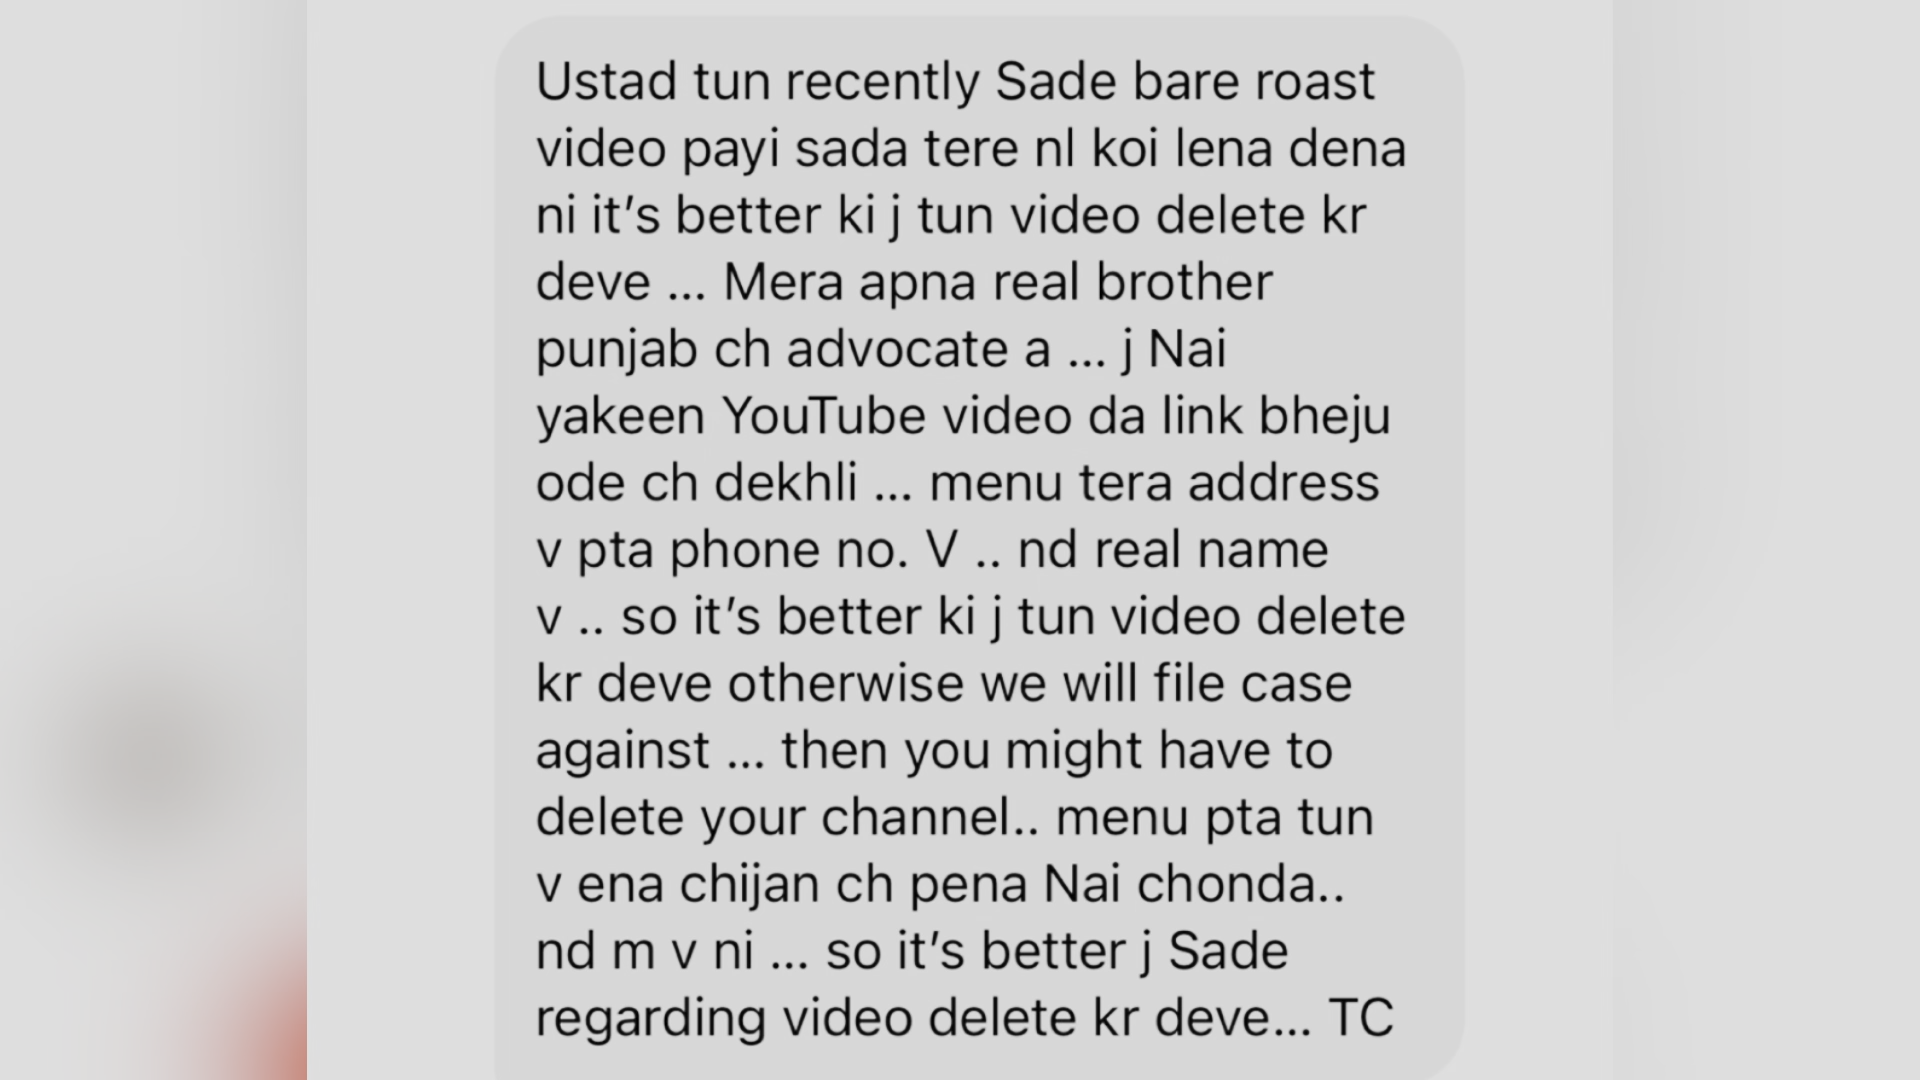 Ustad tun recently Sade bare roast
video payi sada tere nl koi lena dena
ni it’s better ki j tun video delete kr
deve ... Mera apna real brother
punjab ch advocate a ... j Nai
yakeen YouTube video da link bheju
ode ch dekhli ... menu tera address
v pta phone no. V .. nd real name
v .. so it’s better ki j tun video delete
kr deve otherwise we will file case
against ... then you might have to
delete your channel.. menu pta tun
v ena chijan ch pena Nai chonda..
nd m v ni ... so it’s better j Sade
regarding video delete kr deve... TC